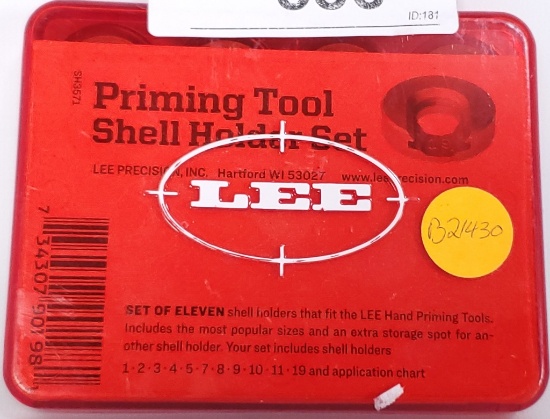 ID:181
SH3571
Priming Tool
Shell Holder Set
LEE PRECISION, INC. Hartford WI 53027 www.leeprecision.com
LEE
B21430
7 34307 90198 1
SET OF ELEVEN shell holders that fit the LEE Hand Priming Tools.
Includes the most popular sizes and an extra storage spot for an-
other shell holder. Your set includes shell holders
1·2·3·4·5·7·8·9·10·11·19 and application chart